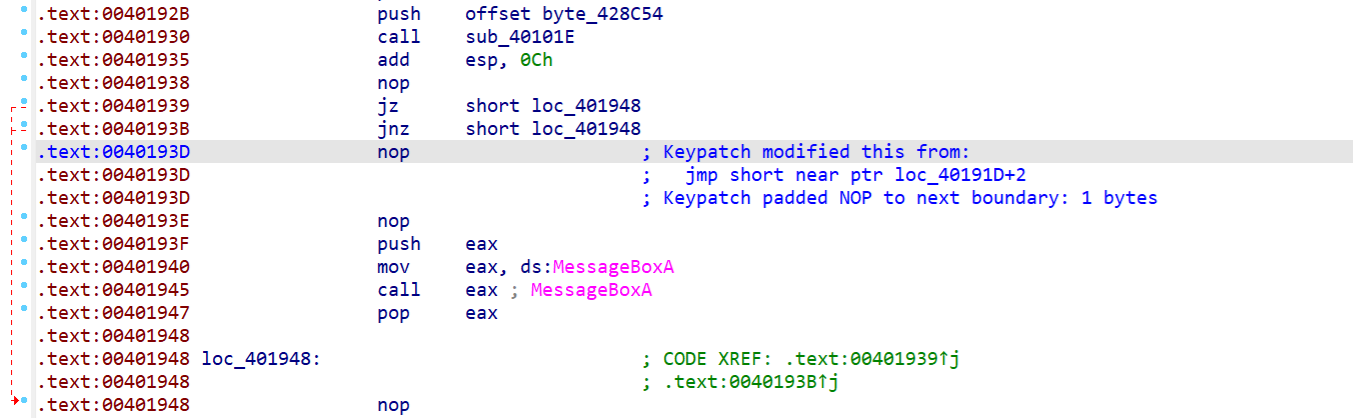 .text:0040192B push offset byte_428C54
.text:00401930 call sub_40101E
.text:00401935 add esp, 0Ch
.text:00401938 nop
.text:00401939 jz short loc_401948
.text:0040193B jnz short loc_401948
.text:0040193D nop ; Keypatch modified this from:
.text:0040193D ; jmp short near ptr loc_40191D+2
.text:0040193D ; Keypatch padded NOP to next boundary: 1 bytes
.text:0040193E nop
.text:0040193F push eax
.text:00401940 mov eax, ds:MessageBoxA
.text:00401945 call eax ; MessageBoxA
.text:00401947 pop eax
.text:00401948
.text:00401948 loc_401948: ; CODE XREF: .text:00401939↑j
.text:00401948 ; .text:0040193B↑j
.text:00401948 nop